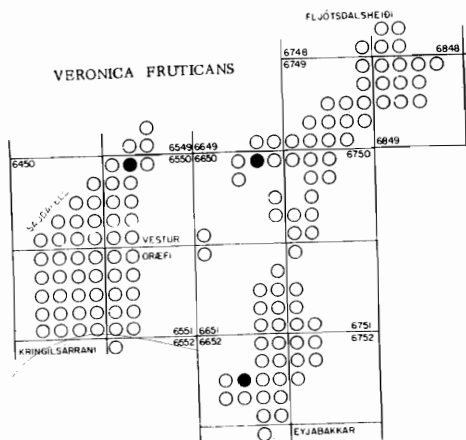 FLJÓTSDALSHEIÐI
6748 6848
6749
VERONICA FRUTICANS
6549 6649 6849
6450 6550 6650 6750
VESTUR
ÖRÆFI
6551 6651 6751
KRINGILSÁRRANI 6552 6652 6752
EYJABAKKAR